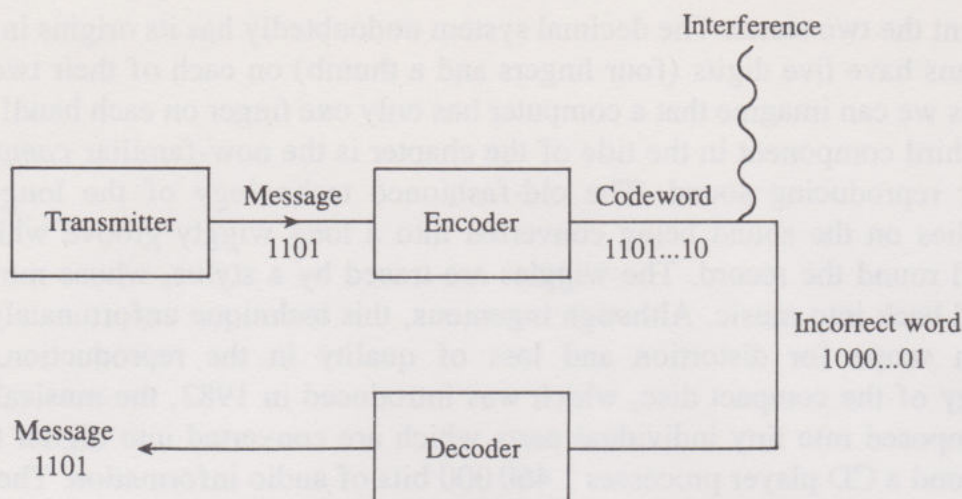 Interference
Transmitter
Message
1101
Encoder
Codeword
1101...10
Incorrect word
1000...01
Decoder
Message
1101